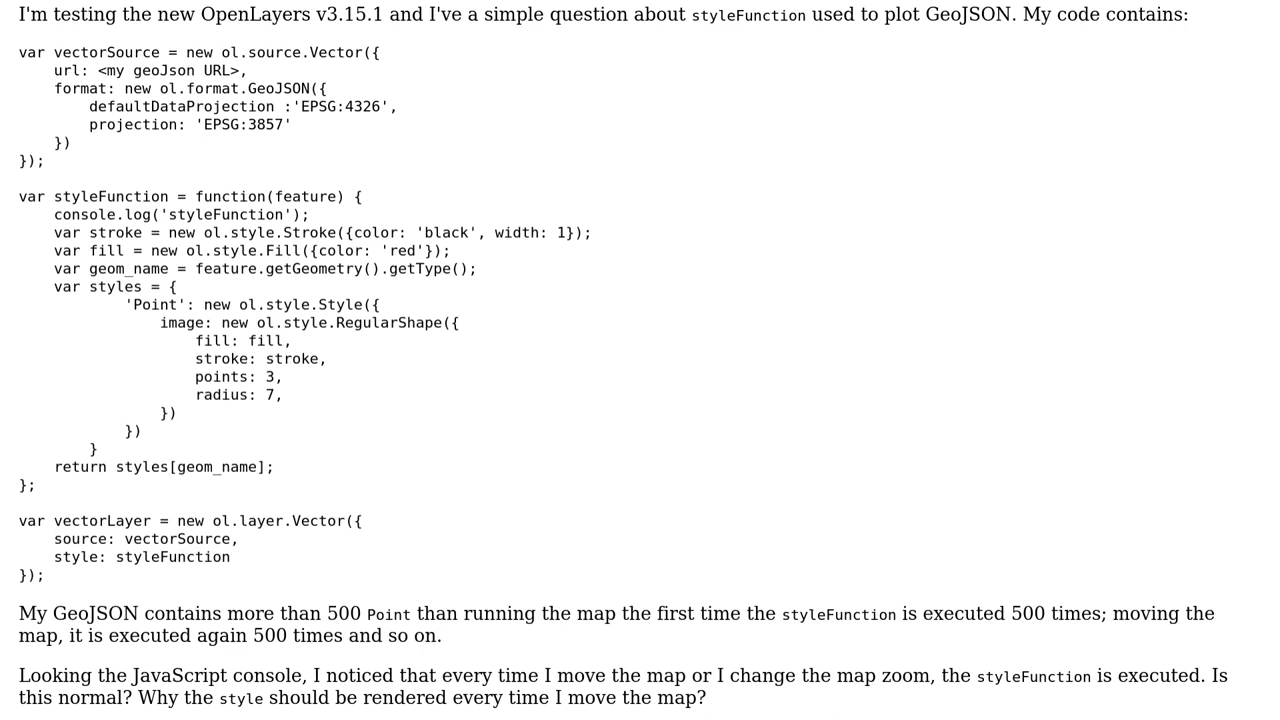 I'm testing the new OpenLayers v3.15.1 and I've a simple question about styleFunction used to plot GeoJSON. My code contains:
var vectorSource = new ol.source.Vector({
    url: <my geoJson URL>,
    format: new ol.format.GeoJSON({
        defaultDataProjection :'EPSG:4326',
        projection: 'EPSG:3857'
    })
});
var styleFunction = function(feature) {
    console.log('styleFunction');
    var stroke = new ol.style.Stroke({color: 'black', width: 1});
    var fill = new ol.style.Fill({color: 'red'});
    var geom_name = feature.getGeometry().getType();
    var styles = {
            'Point': new ol.style.Style({
                image: new ol.style.RegularShape({
                    fill: fill,
                    stroke: stroke,
                    points: 3,
                    radius: 7,
                })
            })
        }
    return styles[geom_name];
};
var vectorLayer = new ol.layer.Vector({
    source: vectorSource,
    style: styleFunction
});
My GeoJSON contains more than 500 Point than running the map the first time the styleFunction is executed 500 times; moving the
map, it is executed again 500 times and so on.
Looking the JavaScript console, I noticed that every time I move the map or I change the map zoom, the styleFunction is executed. Is
this normal? Why the style should be rendered every time I move the map?